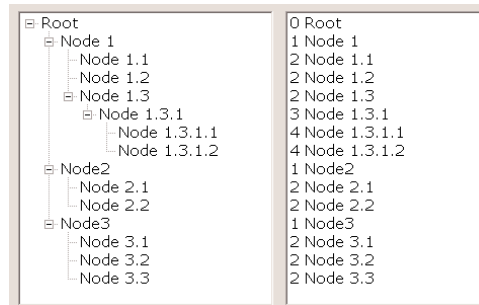 Root
Node 1
Node 1.1
Node 1.2
Node 1.3
Node 1.3.1
Node 1.3.1.1
Node 1.3.1.2
Node2
Node 2.1
Node 2.2
Node3
Node 3.1
Node 3.2
Node 3.3
0 Root
1 Node 1
2 Node 1.1
2 Node 1.2
2 Node 1.3
3 Node 1.3.1
4 Node 1.3.1.1
4 Node 1.3.1.2
1 Node2
2 Node 2.1
2 Node 2.2
1 Node3
2 Node 3.1
2 Node 3.2
2 Node 3.3